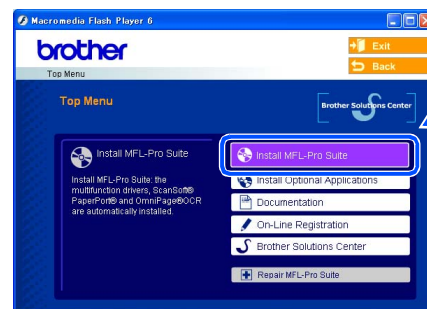 Macromedia Flash Player 6
brother
Exit
Back
Top Menu
Top Menu
Brother Solutions Center
Install MFL-Pro Suite
Install MFL-Pro Suite: the
multifunction drivers, ScanSoft®
PaperPort® and OmniPage®OCR
are automatically installed.
Install MFL-Pro Suite
Install Optional Applications
Documentation
On-Line Registration
Brother Solutions Center
Repair MFL-Pro Suite